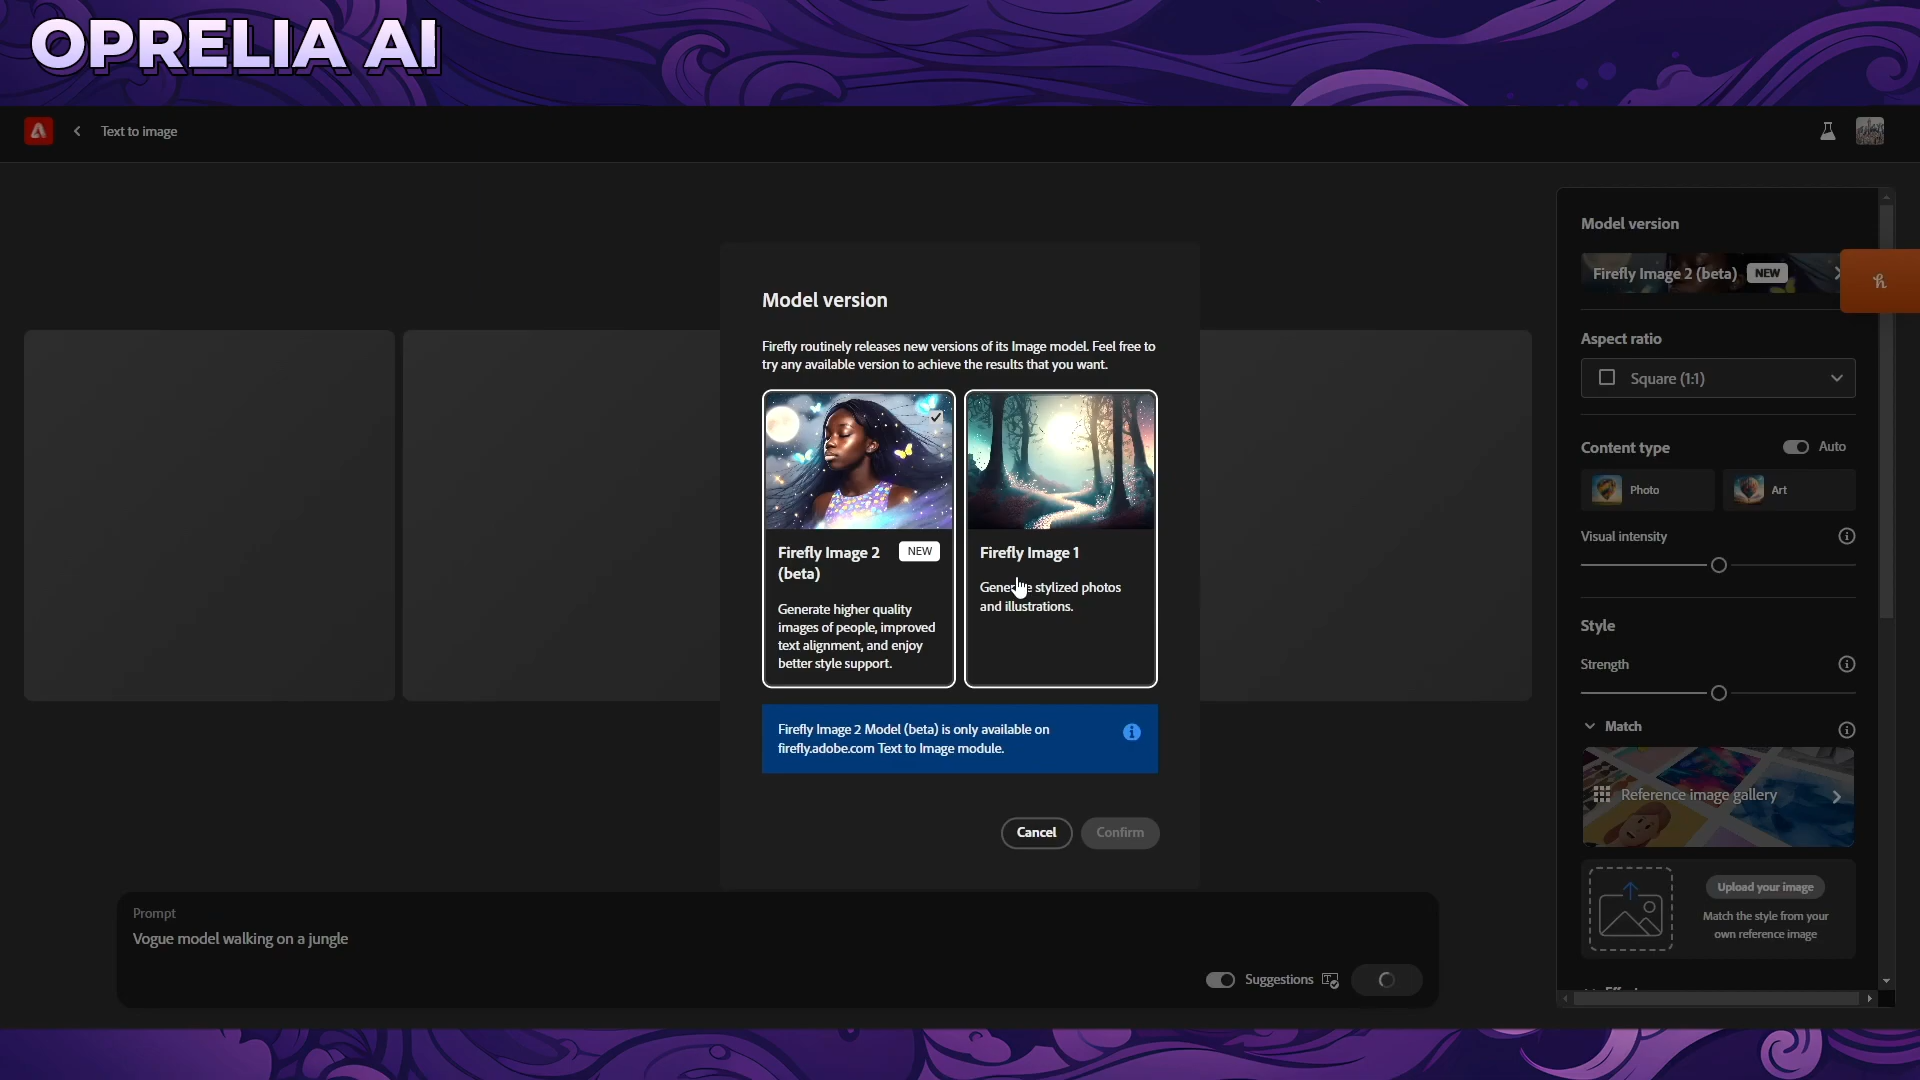 OPRELIA AI
Text to image
Model version
Firefly Image 2 (beta) NEW
Aspect ratio
Square (1:1)
Content type
Auto
Photo
Art
Visual intensity
Style
Strength
Match
Reference image gallery
Upload your image
Match the style from your
own reference image
Model version
Firefly routinely releases new versions of its Image model. Feel free to
try any available version to achieve the results that you want.
Firefly Image 2 NEW
(beta)
Generate higher quality
images of people, improved
text alignment, and enjoy
better style support.
Firefly Image 1
stylized photos
and illustrations.
Firefly Image 2 Model (beta) is only available on
firefly.adobe.com Text to Image module.
Cancel
Confirm
Prompt
Vogue model walking on a jungle
Suggestions